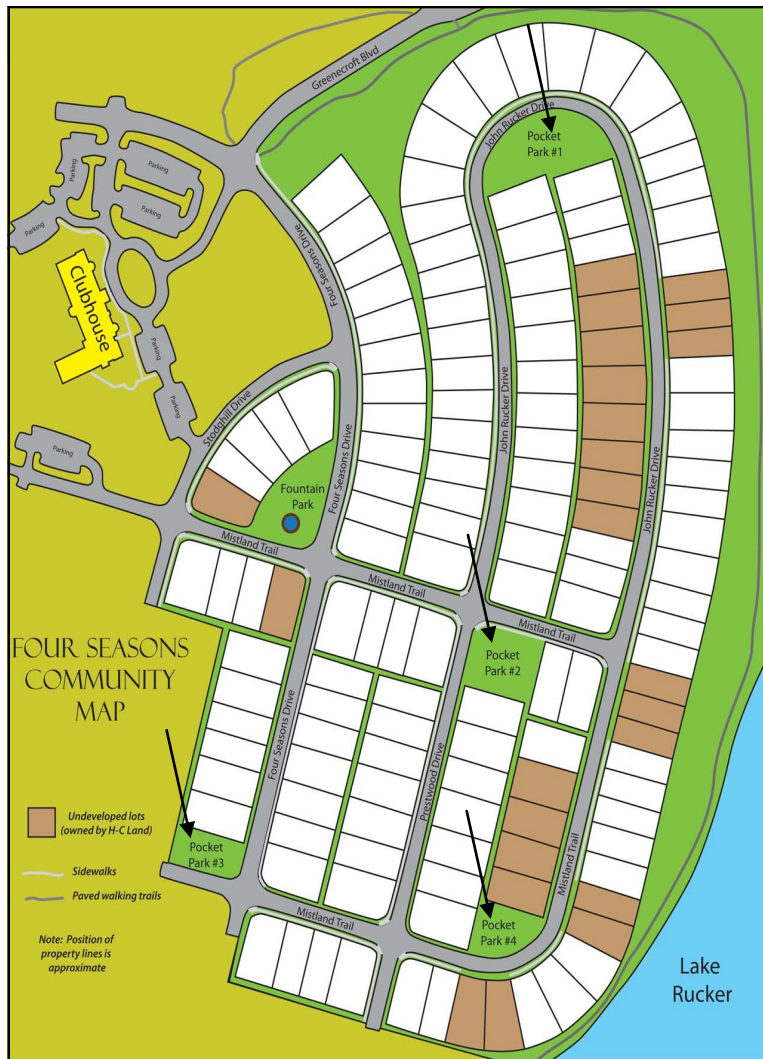 Greenecroft Blvd
John Rucker Drive
Pocket
Park #1
Parking
Parking
Parking
Parking
Four Seasons Drive
Clubhouse
Parking
Parking
Stodghill Drive
Four Seasons Drive
John Rucker Drive
John Rucker Drive
Parking
Fountain
Park
Mistland Trail
Mistland Trail
Mistland Trail
FOUR SEASONS
COMMUNITY
MAP
Pocket
Park #2
Four Seasons Drive
Prestwood Drive
Mistland Trail
Undeveloped lots
(owned by H-C Land)
Pocket
Park #3
Sidewalks
Paved walking trails
Mistland Trail
Pocket
Park #4
Note: Position of
property lines is
approximate
Lake
Rucker